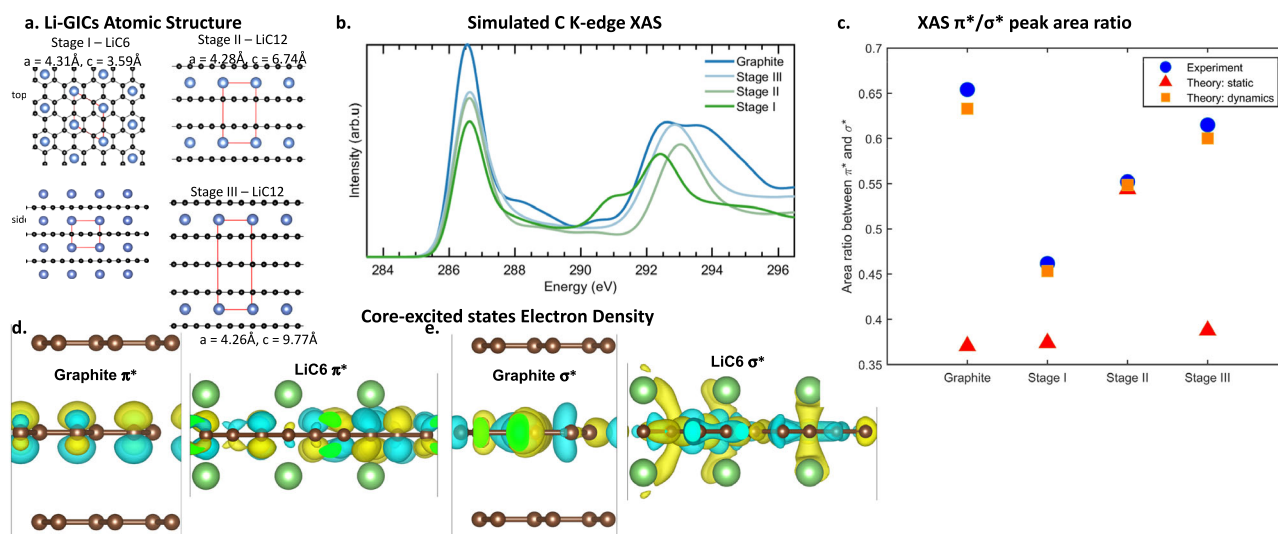 a. Li-GICs Atomic Structure
Stage I – LiC6
a = 4.31Å, c = 3.59Å
top
side
Stage II – LiC12
a = 4.28Å, c = 6.74Å
Stage III – LiC12
a = 4.26Å, c = 9.77Å
b. Simulated C K-edge XAS
Intensity (arb.u)
Graphite
Stage III
Stage II
Stage I
284 286 288 290 292 294 296
Energy (eV)
c. XAS π*/σ* peak area ratio
Area ratio between π* and σ*
0.7
0.65
0.6
0.55
0.5
0.45
0.4
0.35
Experiment
Theory: static
Theory: dynamics
Graphite Stage I Stage II Stage III
Core-excited states Electron Density
d.
Graphite π*
LiC6 π*
e.
Graphite σ*
LiC6 σ*